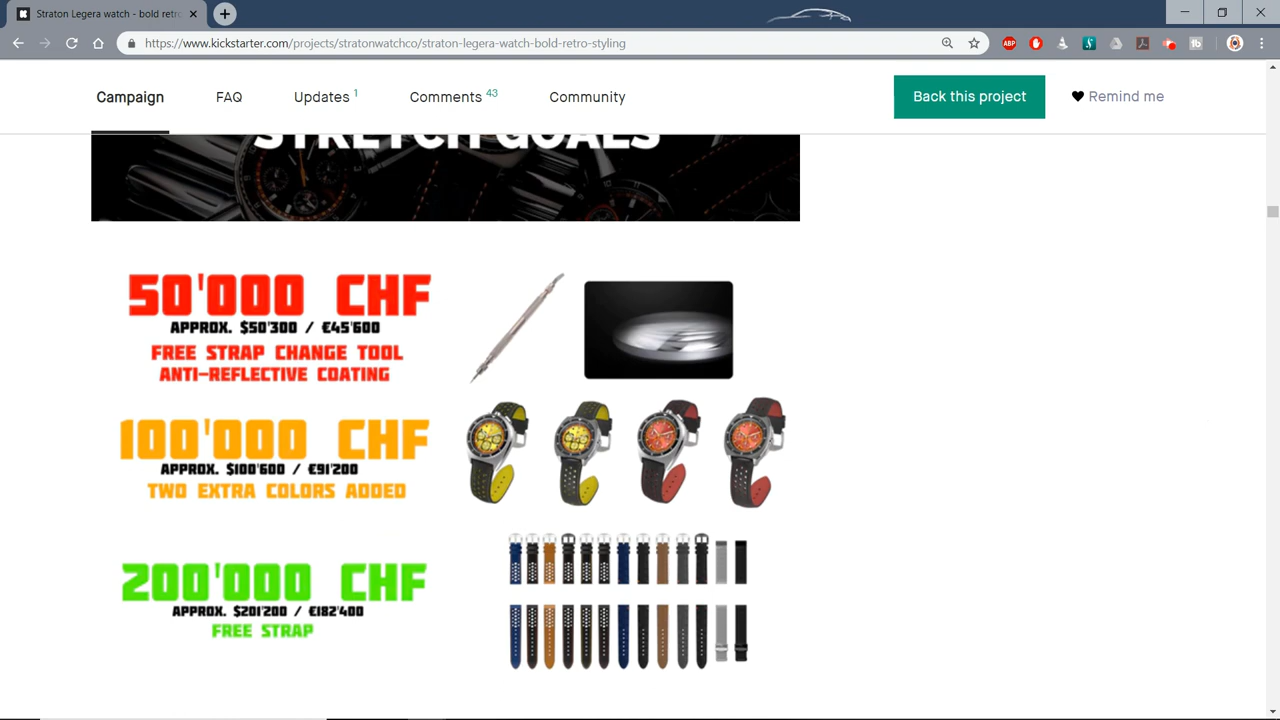 Straton Legera watch - bold retro
https://www.kickstarter.com/projects/stratonwatchco/straton-legera-watch-bold-retro-styling
ABP
Campaign
FAQ
Updates 1
Comments 43
Community
Back this project
Remind me
STRETCH GOALS
50'000 CHF
APPROX. $50'300 / €45'600
FREE STRAP CHANGE TOOL
ANTI-REFLECTIVE COATING
100'000 CHF
APPROX. $100'600 / €91'200
TWO EXTRA COLORS ADDED
200'000 CHF
APPROX. $201'200 / €182'400
FREE STRAP